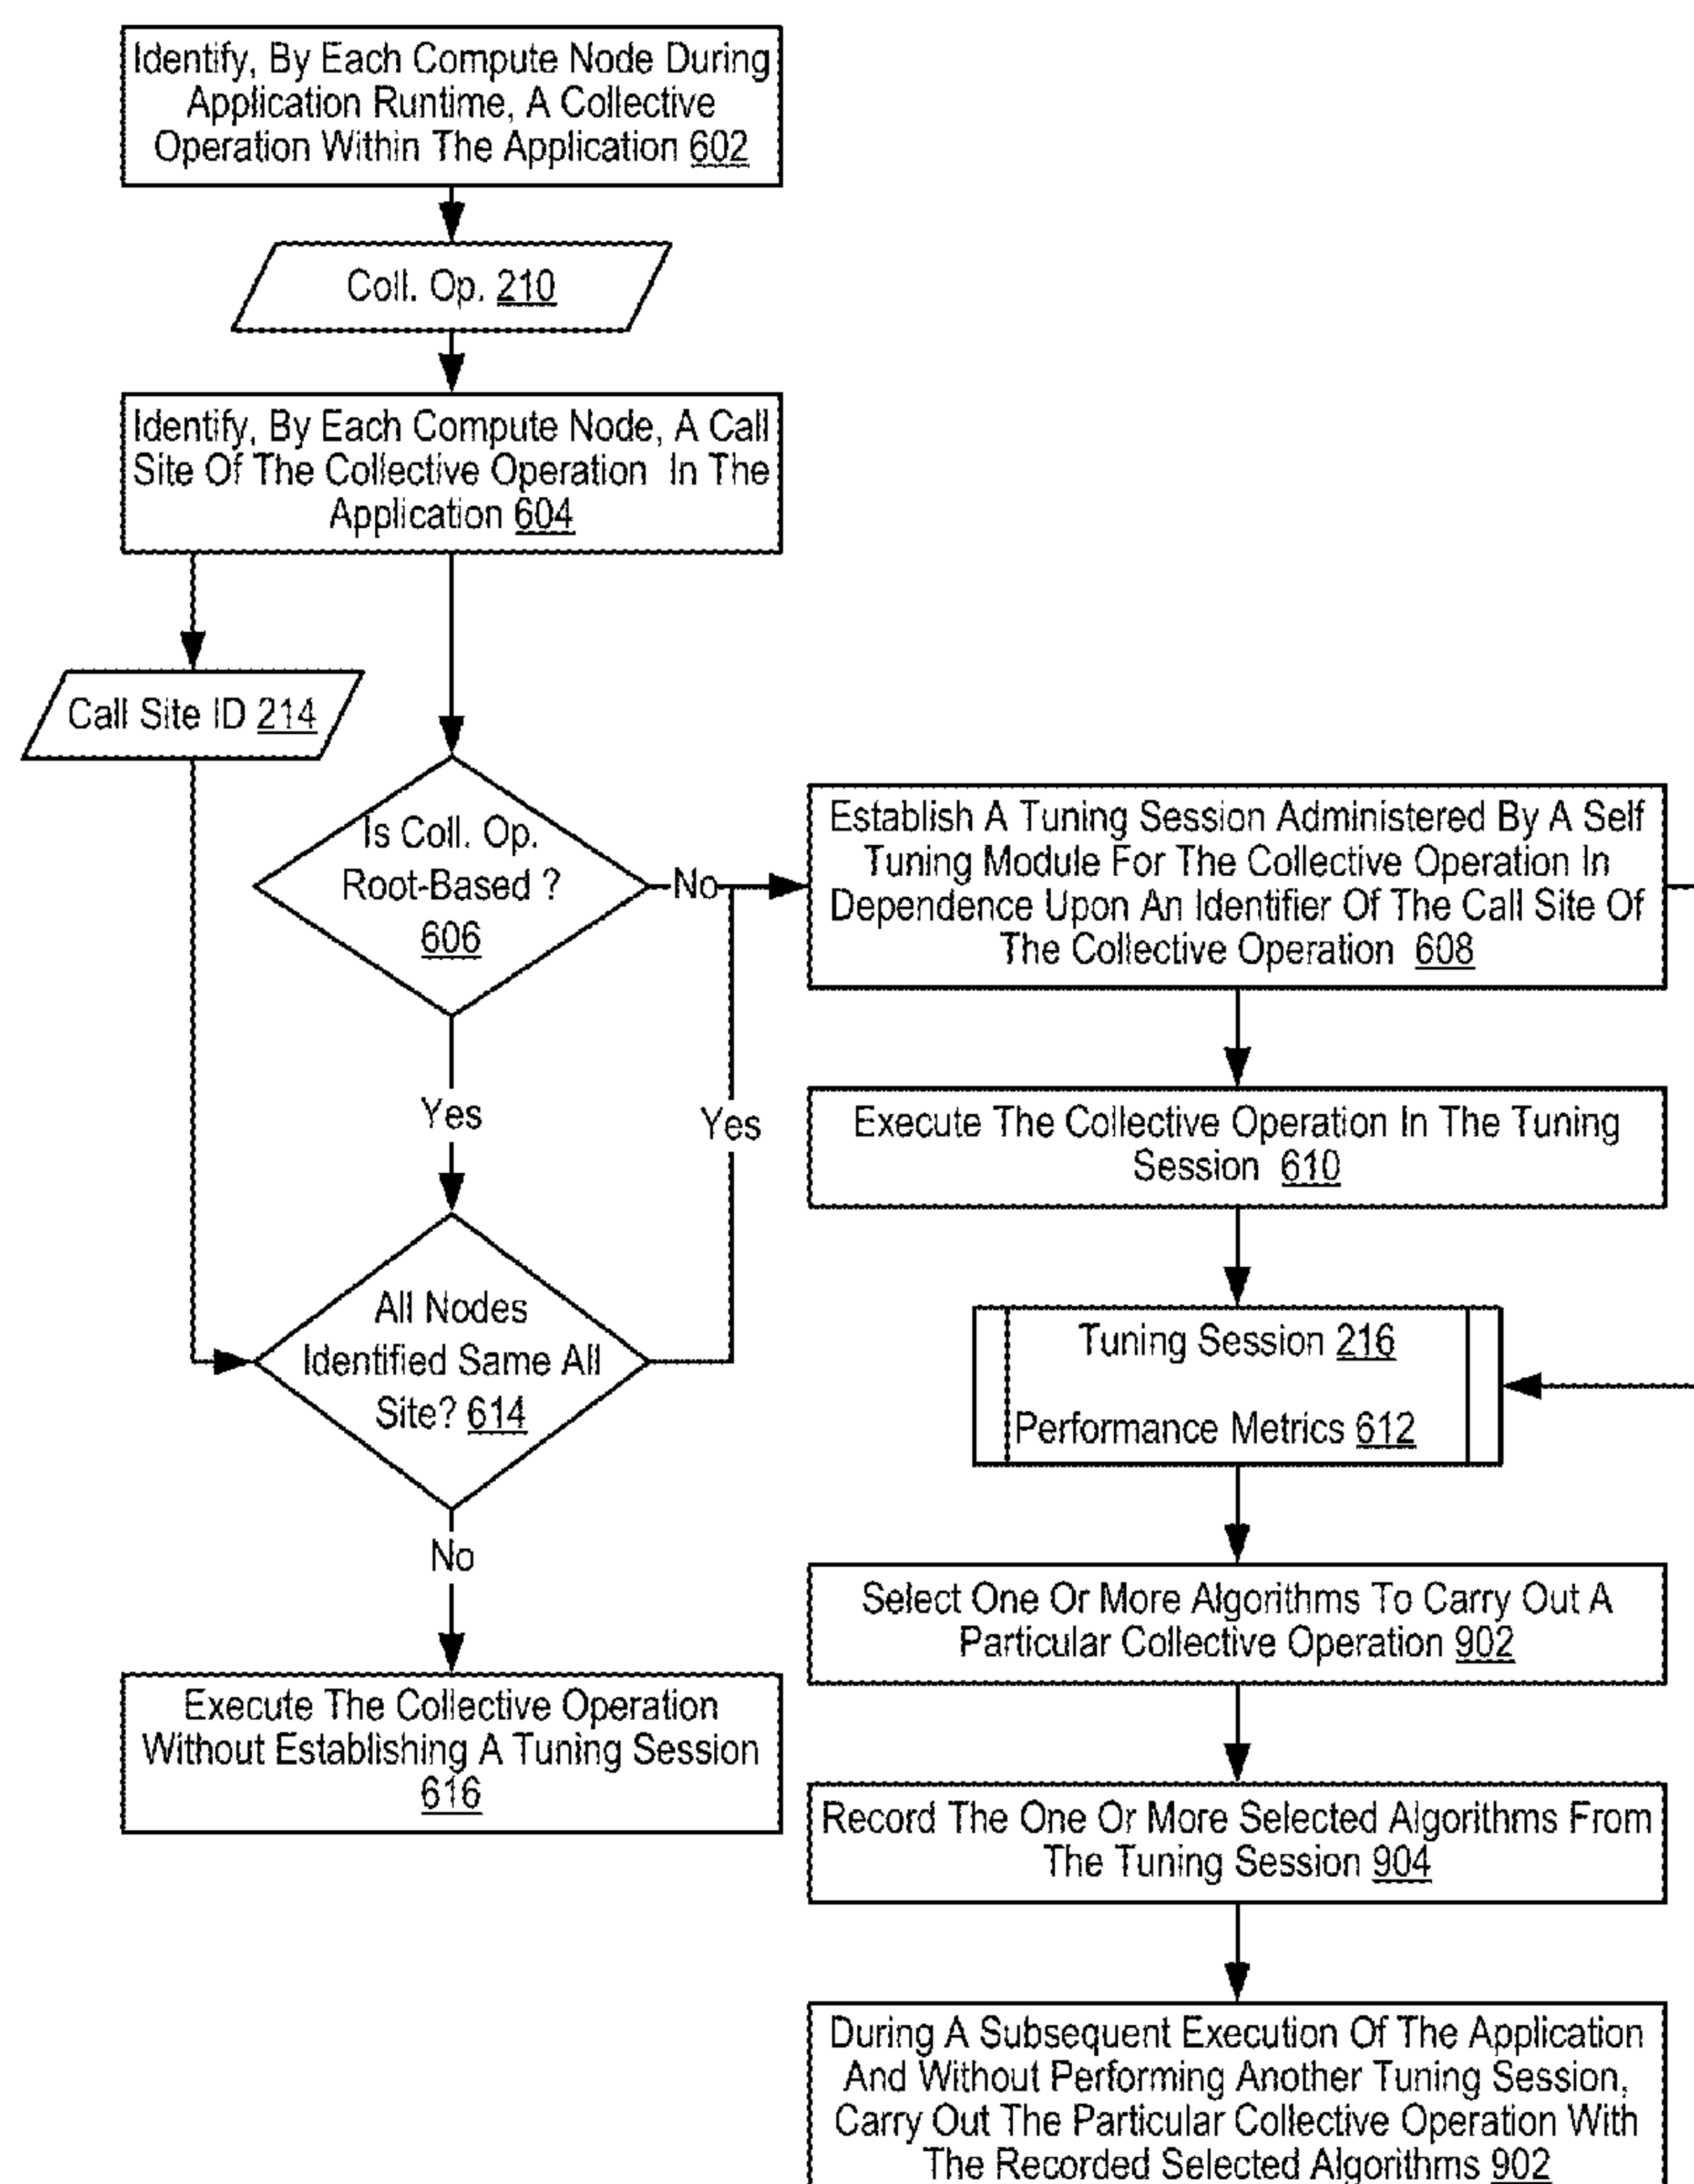 Identify, By Each Compute Node During
Application Runtime, A Collective
Operation Within The Application 602
Coll. Op. 210
Identify, By Each Compute Node, A Call
Site Of The Collective Operation In The
Application 604
Call Site ID 214
Is Coll. Op.
Root-Based ?
606
No
Establish A Tuning Session Administered By A Self
Tuning Module For The Collective Operation In
Dependence Upon An Identifier Of The Call Site Of
The Collective Operation 608
Yes
Yes
Execute The Collective Operation In The Tuning
Session 610
All Nodes
Identified Same All
Site? 614
Tuning Session 216
Performance Metrics 612
No
Select One Or More Algorithms To Carry Out A
Particular Collective Operation 902
Execute The Collective Operation
Without Establishing A Tuning Session
616
Record The One Or More Selected Algorithms From
The Tuning Session 904
During A Subsequent Execution Of The Application
And Without Performing Another Tuning Session,
Carry Out The Particular Collective Operation With
The Recorded Selected Algorithms 902